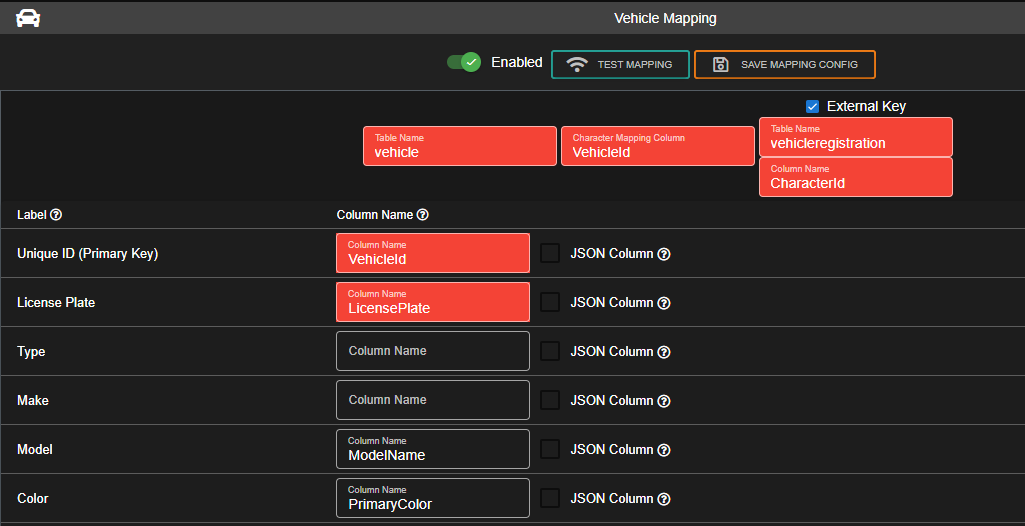 Vehicle Mapping
Enabled
TEST MAPPING
SAVE MAPPING CONFIG
External Key
Table Name
vehicle
Character Mapping Column
VehicleId
Table Name
vehicleregistration
Column Name
CharacterId
Label
Column Name
Unique ID (Primary Key)
Column Name
VehicleId
JSON Column
License Plate
Column Name
LicensePlate
JSON Column
Type
Column Name
JSON Column
Make
Column Name
JSON Column
Model
Column Name
ModelName
JSON Column
Color
Column Name
PrimaryColor
JSON Column